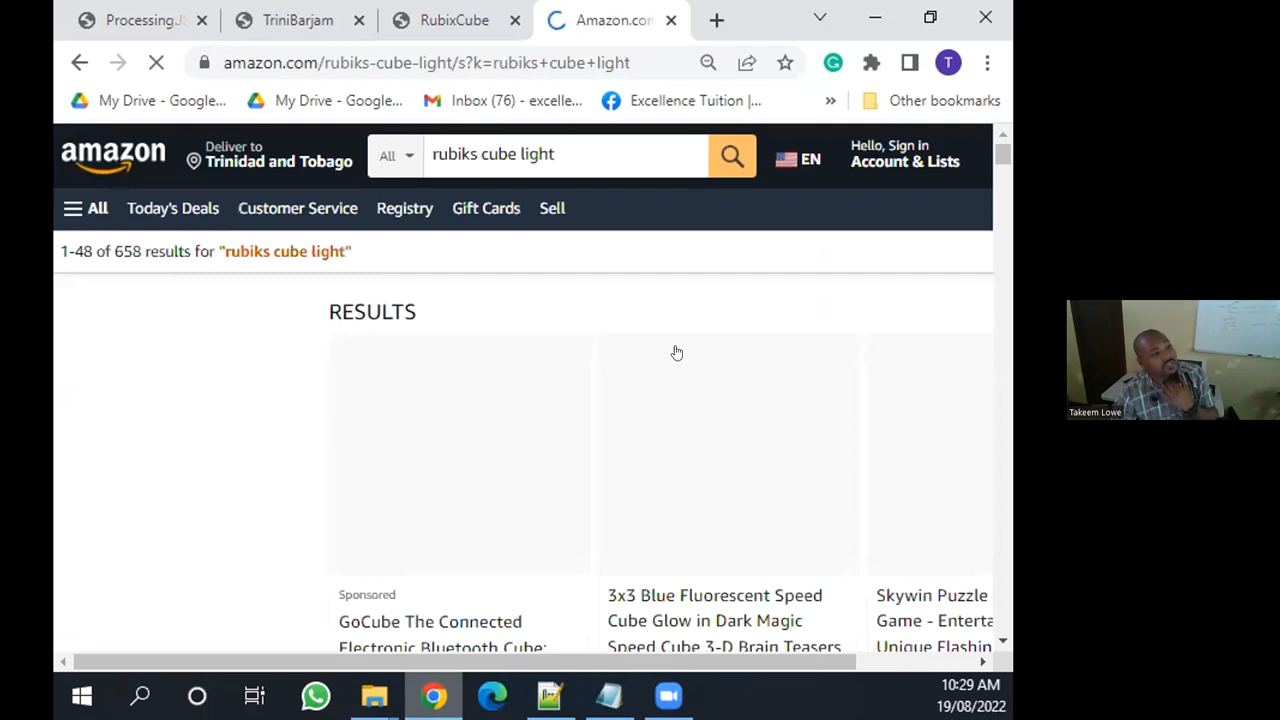 Processing.JS
TriniBarjam
RubixCube
Amazon.con
amazon.com/rubiks-cube-light/s?k=rubiks+cube+light
T
My Drive - Google...
My Drive - Google...
Inbox (76) - excelle...
Excellence Tuition |...
»
Other bookmarks
amazon
Deliver to
Trinidad and Tobago
All
rubiks cube light
EN
Hello, Sign in
Account & Lists
All
Today's Deals
Customer Service
Registry
Gift Cards
Sell
1-48 of 658 results for "rubiks cube light"
RESULTS
Sponsored
GoCube The Connected
Electronic Bluetooth Cube:
3x3 Blue Fluorescent Speed
Cube Glow in Dark Magic
Speed Cube 3-D Brain Teasers
Skywin Puzzle
Game - Enterta
Unique Flashin
Takeem Lowe
10:29 AM
19/08/2022